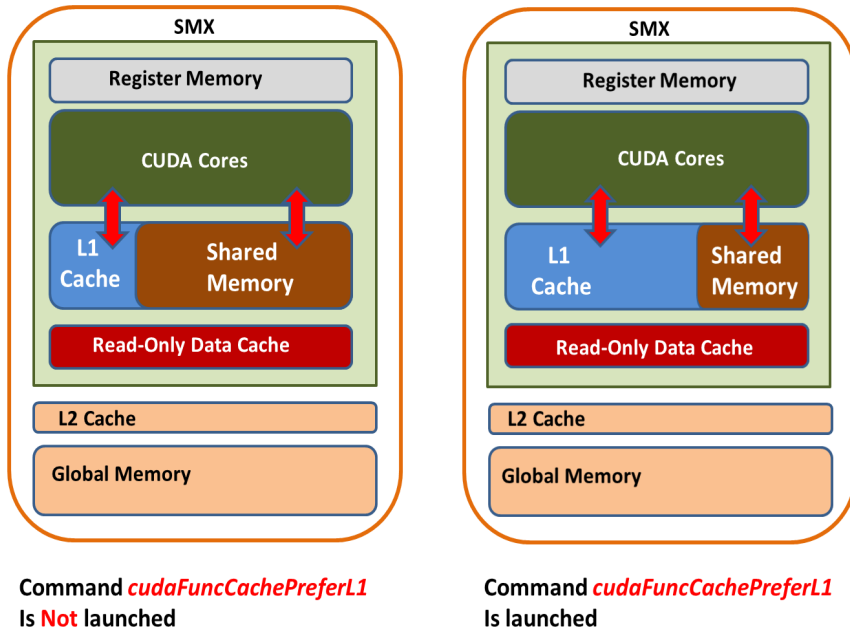 SMX
Register Memory
CUDA Cores
L1
Cache
Shared
Memory
Read-Only Data Cache
L2 Cache
Global Memory
Command cudaFuncCachePreferL1
Is Not launched
SMX
Register Memory
CUDA Cores
L1
Cache
Shared
Memory
Read-Only Data Cache
L2 Cache
Global Memory
Command cudaFuncCachePreferL1
Is launched